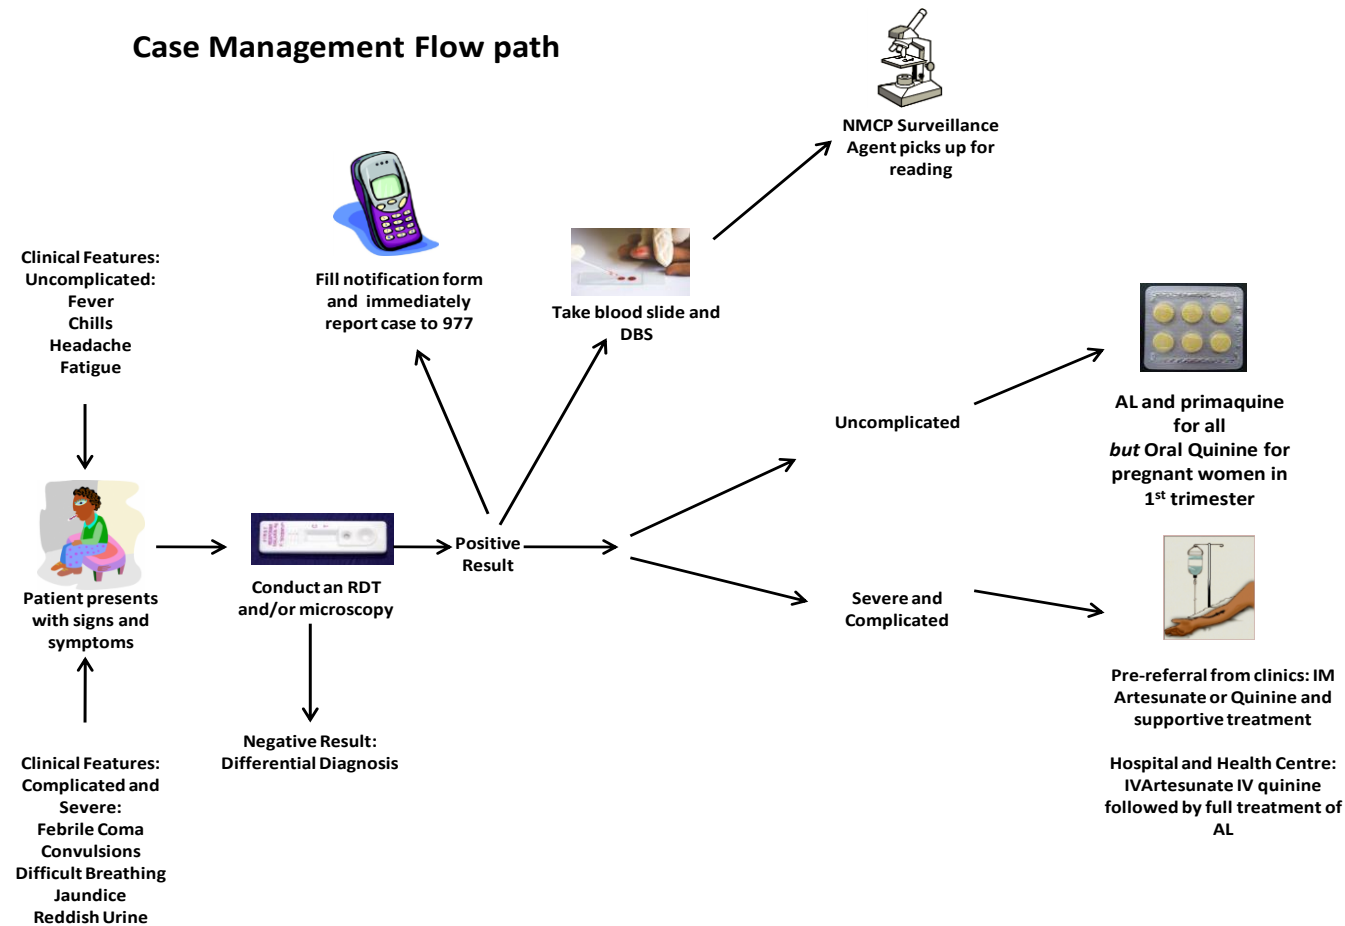 Case Management Flow path
NMCP Surveillance
Agent picks up for
reading
Clinical Features:
Uncomplicated:
Fever
Chills
Headache
Fatigue
Fill notification form
and immediately
report case to 977
Take blood slide and
DBS
Uncomplicated
AL and primaquine
for all
but Oral Quinine for
pregnant women in
1st trimester
Patient presents
with signs and
symptoms
Conduct an RDT
and/or microscopy
Positive
Result
Severe and
Complicated
Negative Result:
Differential Diagnosis
Pre-referral from clinics: IM
Artesunate or Quinine and
supportive treatment
Hospital and Health Centre:
IVArtesunate IV quinine
followed by full treatment of
AL
Clinical Features:
Complicated and
Severe:
Febrile Coma
Convulsions
Difficult Breathing
Jaundice
Reddish Urine